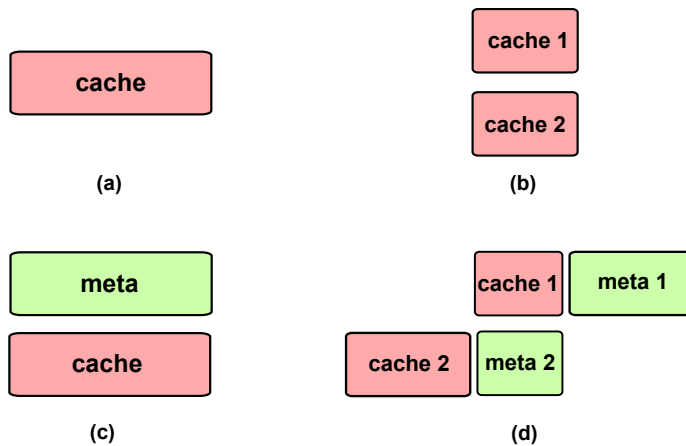 cache
(a)
cache 1
cache 2
(b)
meta
cache
(c)
cache 1 meta 1
cache 2 meta 2
(d)